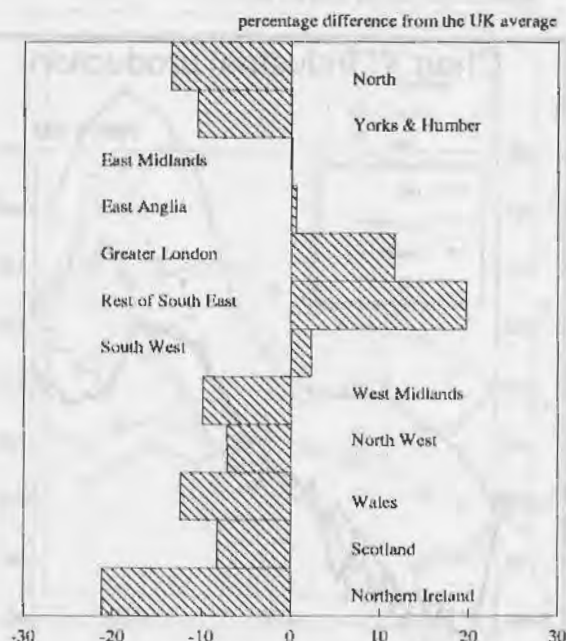 percentage difference from the UK average
North
Yorks & Humber
East Midlands
East Anglia
Greater London
Rest of South East
South West
West Midlands
North West
Wales
Scotland
Northern Ireland
-30 -20 -10 0 10 20 30